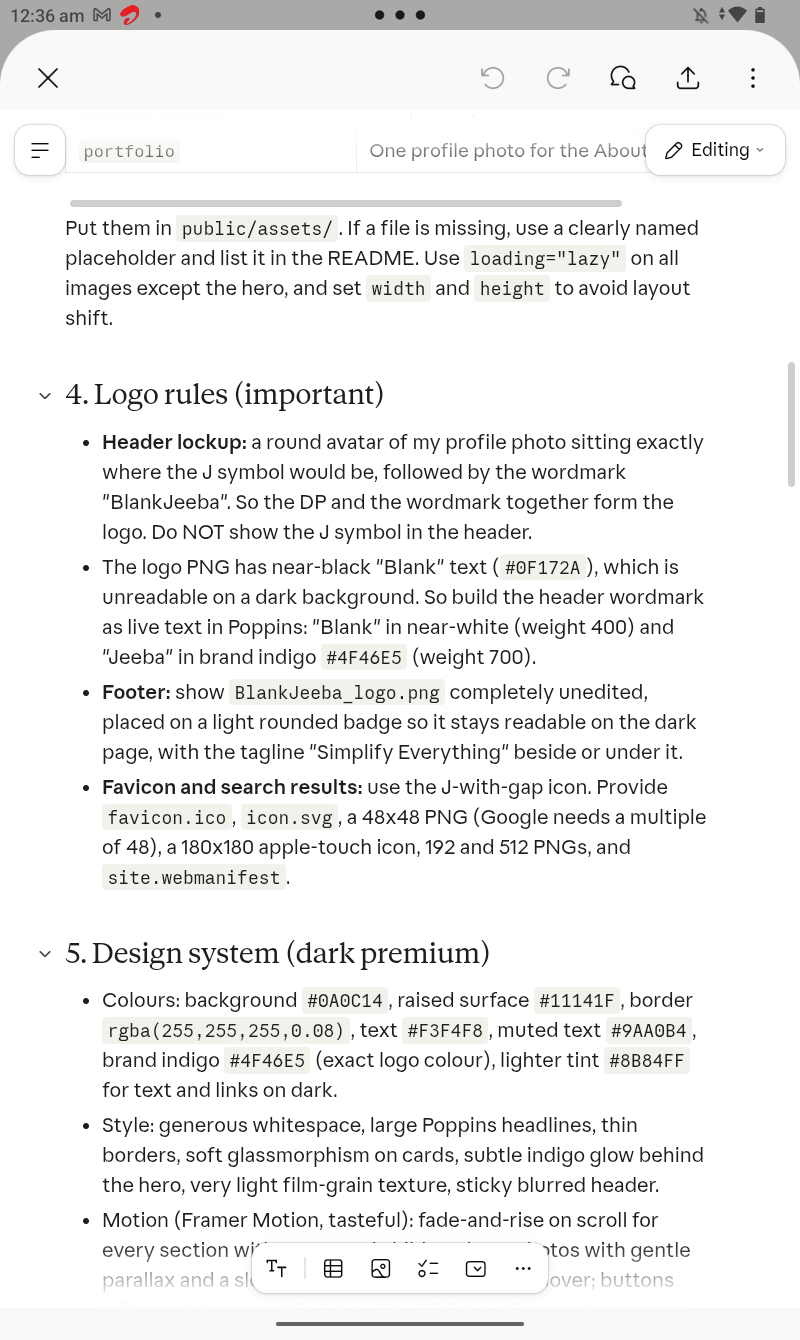 12:36 am
portfolio
One profile photo for the About
Editing
Put them in public/assets/. If a file is missing, use a clearly named
placeholder and list it in the README. Use loading="lazy" on all
images except the hero, and set width and height to avoid layout
shift.
4. Logo rules (important)
• Header lockup: a round avatar of my profile photo sitting exactly
where the J symbol would be, followed by the wordmark
"BlankJeeba". So the DP and the wordmark together form the
logo. Do NOT show the J symbol in the header.
• The logo PNG has near-black "Blank" text (#0F172A), which is
unreadable on a dark background. So build the header wordmark
as live text in Poppins: "Blank" in near-white (weight 400) and
"Jeeba" in brand indigo #4F46E5 (weight 700).
• Footer: show BlankJeeba_logo.png completely unedited,
placed on a light rounded badge so it stays readable on the dark
page, with the tagline "Simplify Everything" beside or under it.
• Favicon and search results: use the J-with-gap icon. Provide
favicon.ico, icon.svg, a 48x48 PNG (Google needs a multiple
of 48), a 180x180 apple-touch icon, 192 and 512 PNGs, and
site.webmanifest.
5. Design system (dark premium)
• Colours: background #0A0C14, raised surface #11141F, border
rgba(255,255,255,0.08), text #F3F4F8, muted text #9AA0B4,
brand indigo #4F46E5 (exact logo colour), lighter tint #8B84FF
for text and links on dark.
• Style: generous whitespace, large Poppins headlines, thin
borders, soft glassmorphism on cards, subtle indigo glow behind
the hero, very light film-grain texture, sticky blurred header.
• Motion (Framer Motion, tasteful): fade-and-rise on scroll for
every section with gentle
parallax and a buttons